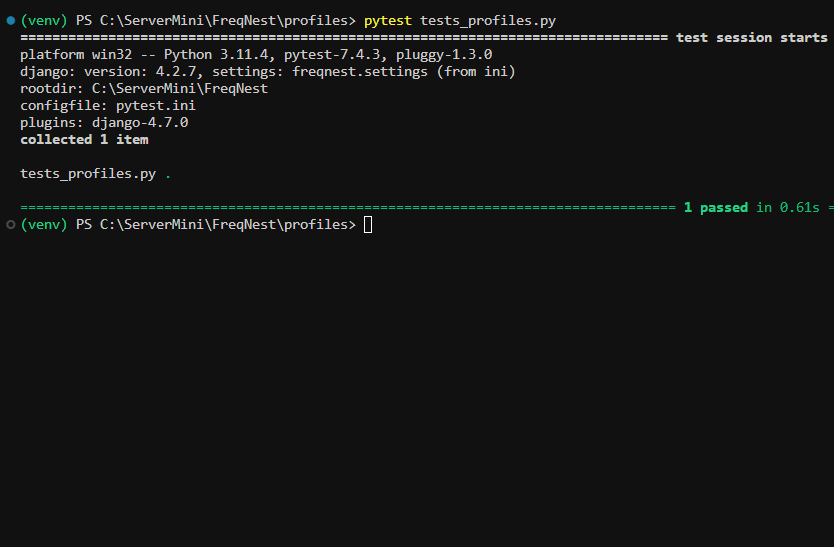 (venv) PS C:\ServerMini\FreqNest\profiles> pytest tests_profiles.py
================================================================================= test session starts
platform win32 -- Python 3.11.4, pytest-7.4.3, pluggy-1.3.0
django: version: 4.2.7, settings: freqnest.settings (from ini)
rootdir: C:\ServerMini\FreqNest
configfile: pytest.ini
plugins: django-4.7.0
collected 1 item
tests_profiles.py .
================================================================================== 1 passed in 0.61s =
(venv) PS C:\ServerMini\FreqNest\profiles>